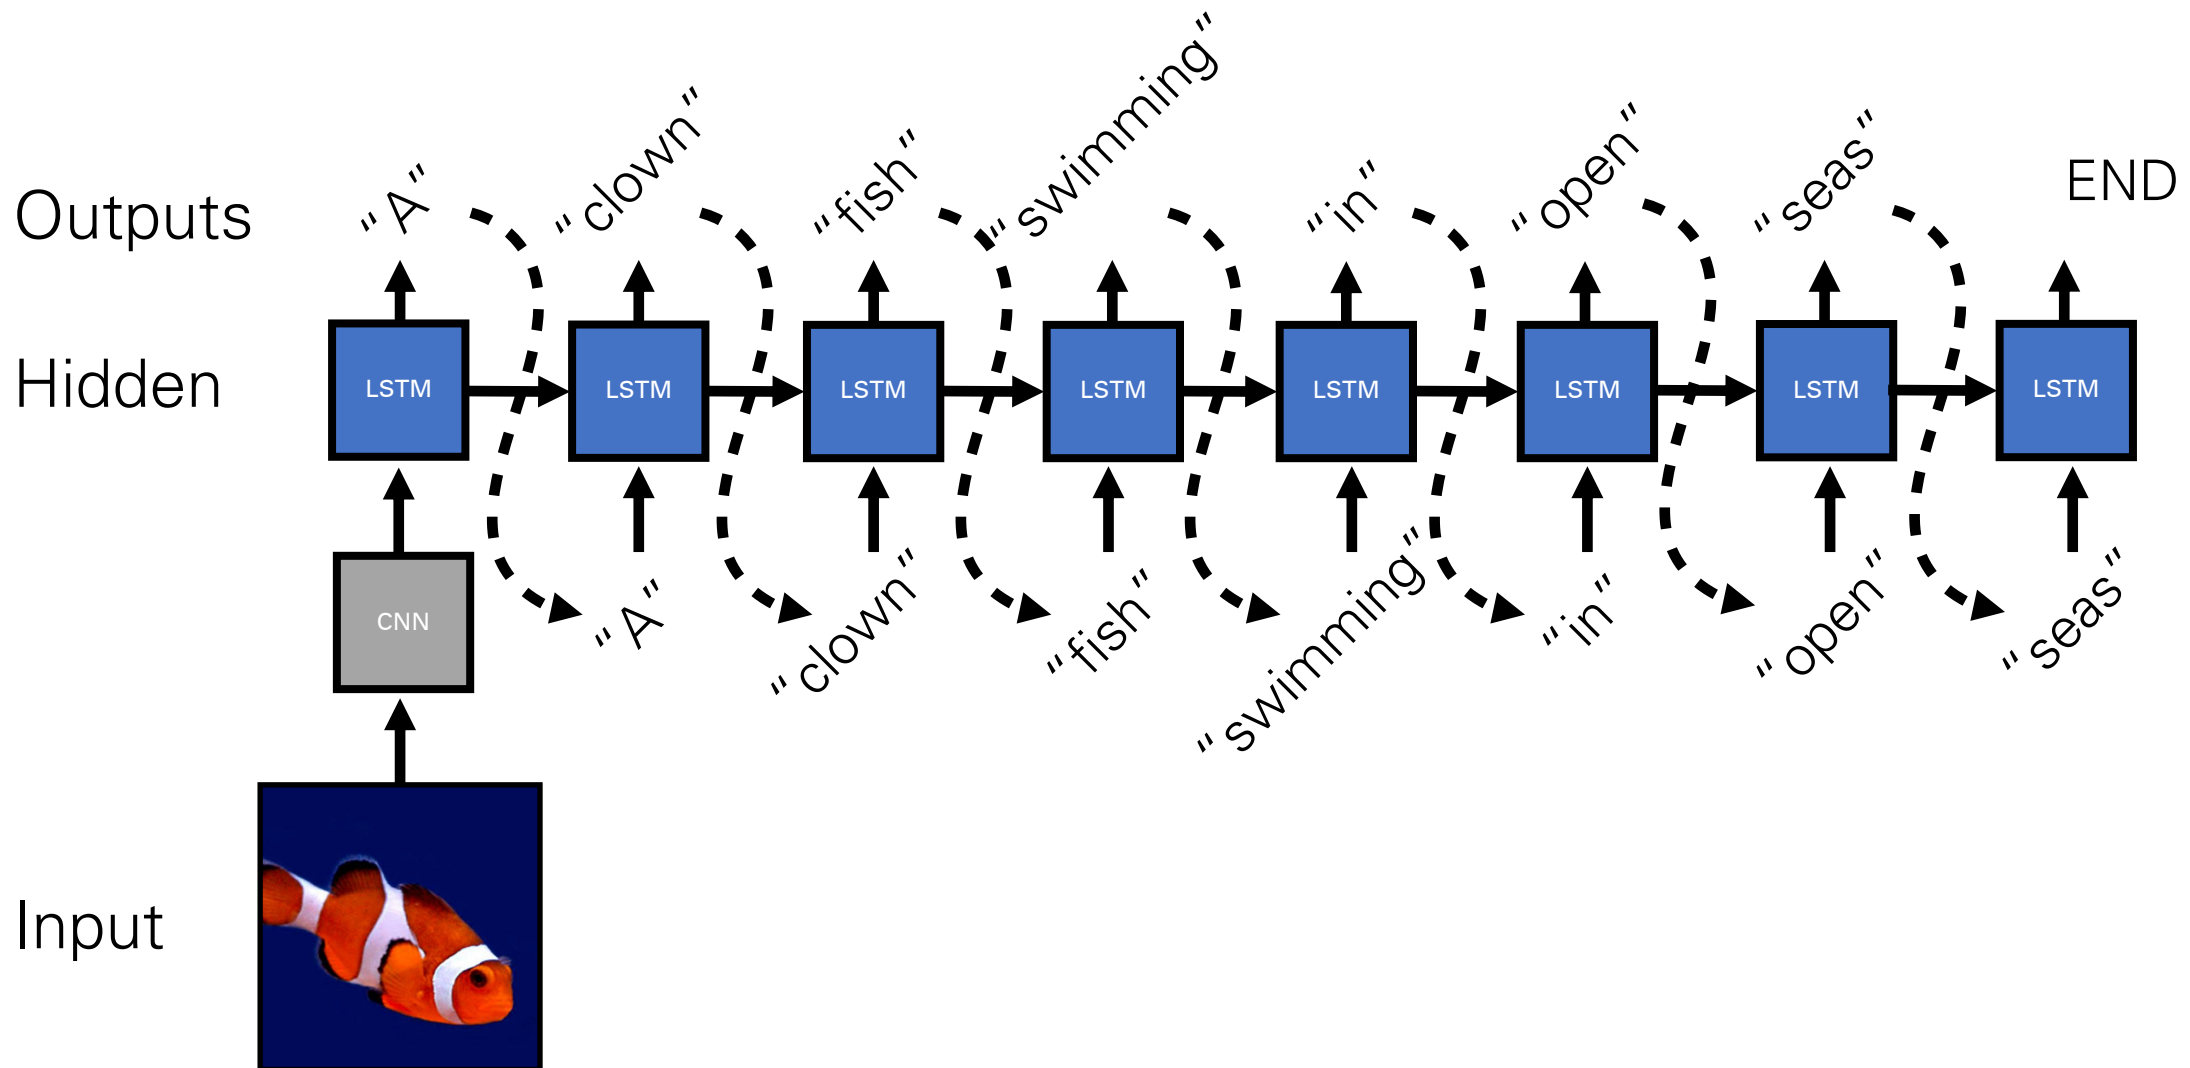 Outputs "A" "clown" "fish" "swimming" "in" "open" "seas" END
Hidden LSTM LSTM LSTM LSTM LSTM LSTM LSTM LSTM
CNN "A" "clown" "fish" "swimming" "in" "open" "seas"
Input